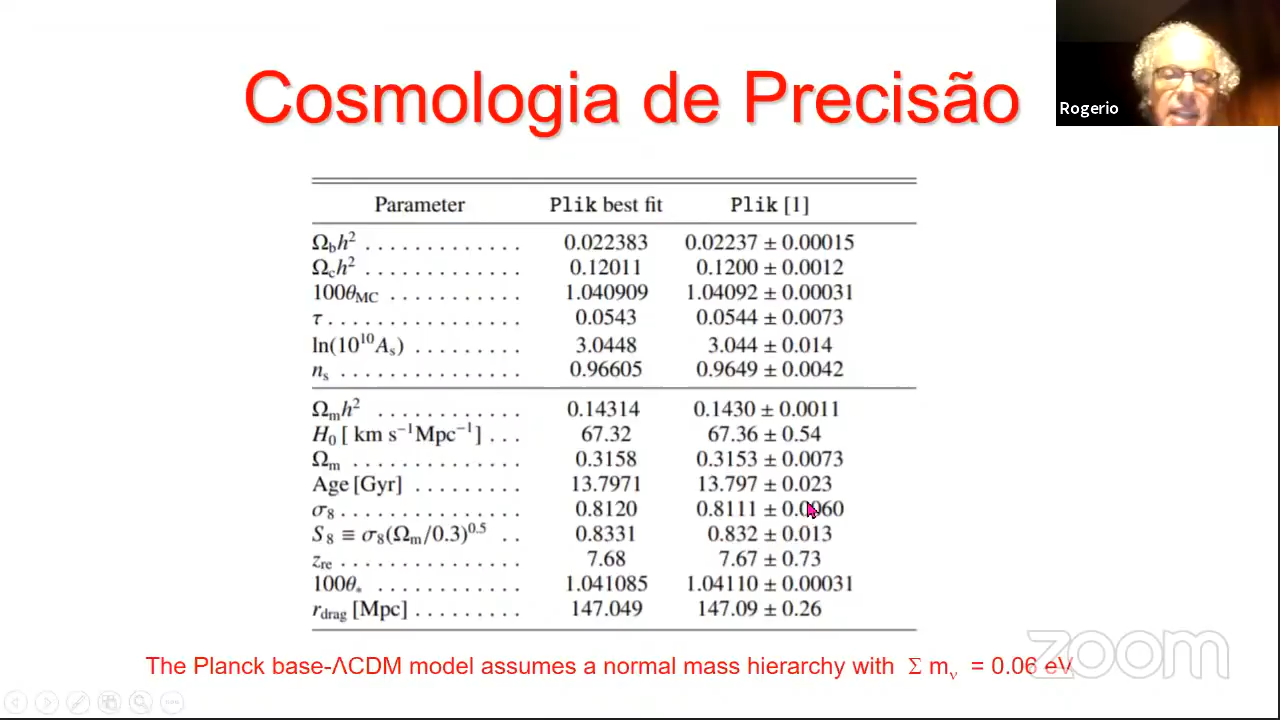 Cosmologia de Precisão
Rogerio
Parameter Plik best fit Plik [1]
Ω_b h² . . . . . . . . . . . . . 0.022383 0.02237 ± 0.00015
Ω_c h² . . . . . . . . . . . . . 0.12011 0.1200 ± 0.0012
100θ_MC . . . . . . . . . . . 1.040909 1.04092 ± 0.00031
τ . . . . . . . . . . . . . . . . 0.0543 0.0544 ± 0.0073
ln(10¹⁰A_s) . . . . . . . . . 3.0448 3.044 ± 0.014
n_s . . . . . . . . . . . . . . . 0.96605 0.9649 ± 0.0042
Ω_m h² . . . . . . . . . . . . 0.14314 0.1430 ± 0.0011
H₀ [ km s⁻¹Mpc⁻¹] . . . 67.32 67.36 ± 0.54
Ω_m . . . . . . . . . . . . . . 0.3158 0.3153 ± 0.0073
Age [Gyr] . . . . . . . . . 13.7971 13.797 ± 0.023
σ₈ . . . . . . . . . . . . . . . 0.8120 0.8111 ± 0.0060
S₈ ≡ σ₈(Ω_m/0.3)^0.5 . . 0.8331 0.832 ± 0.013
z_re . . . . . . . . . . . . . . . 7.68 7.67 ± 0.73
100θ_* . . . . . . . . . . . . 1.041085 1.04110 ± 0.00031
r_drag [Mpc] . . . . . . . . . 147.049 147.09 ± 0.26
zoom
The Planck base-ΛCDM model assumes a normal mass hierarchy with Σ m_ν = 0.06 eV